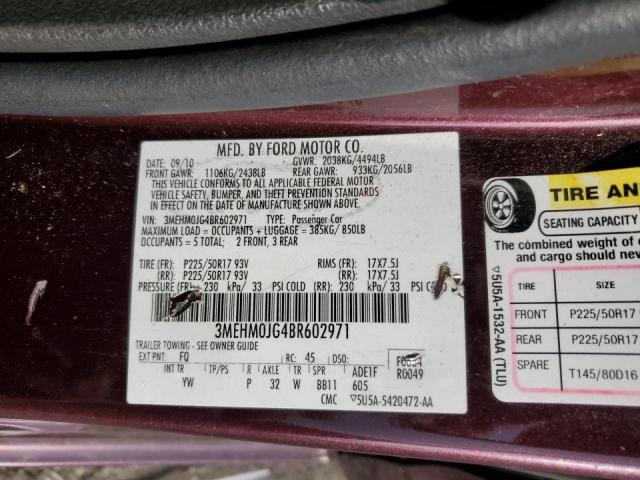 MFD. BY FORD MOTOR CO.
DATE: 09/10 GVWR: 2038KG/4494LB
FRONT GAWR: 1106KG/2438LB REAR GAWR: 933KG/2056LB
THIS VEHICLE CONFORMS TO ALL APPLICABLE FEDERAL MOTOR
VEHICLE SAFETY, BUMPER, AND THEFT PREVENTION STANDARDS
IN EFFECT ON THE DATE OF MANUFACTURE SHOWN ABOVE.
VIN: 3MEHM0JG4BR602971 TYPE: Passenger Car
MAXIMUM LOAD = OCCUPANTS + LUGGAGE = 385KG/ 850LB
OCCUPANTS = 5 TOTAL; 2 FRONT, 3 REAR
TIRE (FR): P225/50R17 93V RIMS (FR): 17X7.5J
(RR): P225/50R17 93V (RR): 17X7.5J
PRESSURE (FR): 230 kPa/ 33 PSI COLD (RR): 230 kPa/ 33 PSI
3MEHM0JG4BR602971
TRAILER TOWING - SEE OWNER GUIDE
EXT PNT: FQ RC: 45 DSO:
R0049
INT TR TP/PS R AXLE TR SPR ADE1F
YW P 32 W BB11 605
CMC ▽5U5A-5420472-AA
▽5U5A-1532-AA (TLU)
TIRE AN
SEATING CAPACITY
The combined weight of
and cargo should nev
TIRE SIZE
FRONT P225/50R17
REAR P225/50R17
SPARE T145/80D16